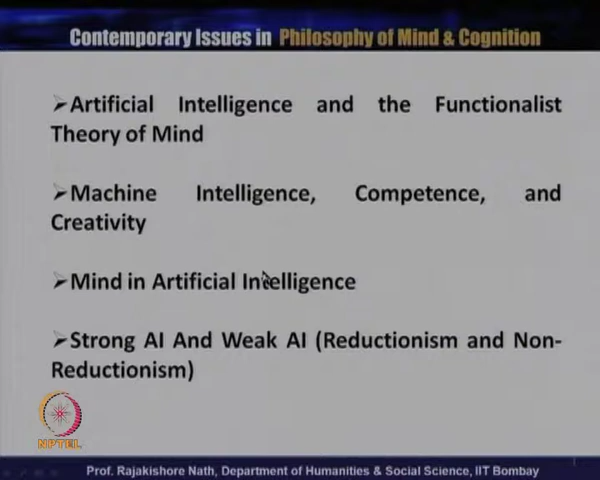 Contemporary Issues in Philosophy of Mind & Cognition
➢Artificial Intelligence and the Functionalist
Theory of Mind
➢Machine Intelligence, Competence, and
Creativity
➢Mind in Artificial Intelligence
➢Strong AI And Weak AI (Reductionism and Non-
Reductionism)
NPTEL
Prof. Rajakishore Nath, Department of Humanities & Social Science, IIT Bombay